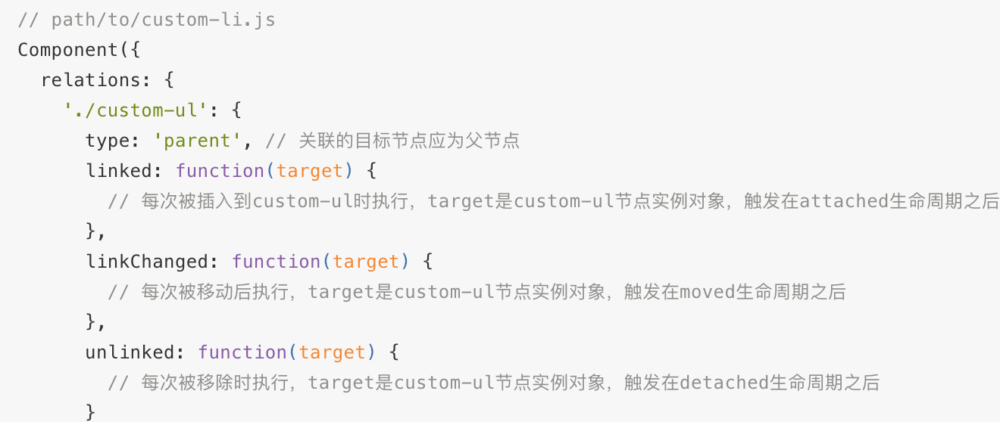 // path/to/custom-li.js
Component({
  relations: {
    './custom-ul': {
      type: 'parent', // 关联的目标节点应为父节点
      linked: function(target) {
        // 每次被插入到custom-ul时执行，target是custom-ul节点实例对象，触发在attached生命周期之后
      },
      linkChanged: function(target) {
        // 每次被移动后执行，target是custom-ul节点实例对象，触发在moved生命周期之后
      },
      unlinked: function(target) {
        // 每次被移除时执行，target是custom-ul节点实例对象，触发在detached生命周期之后
      }